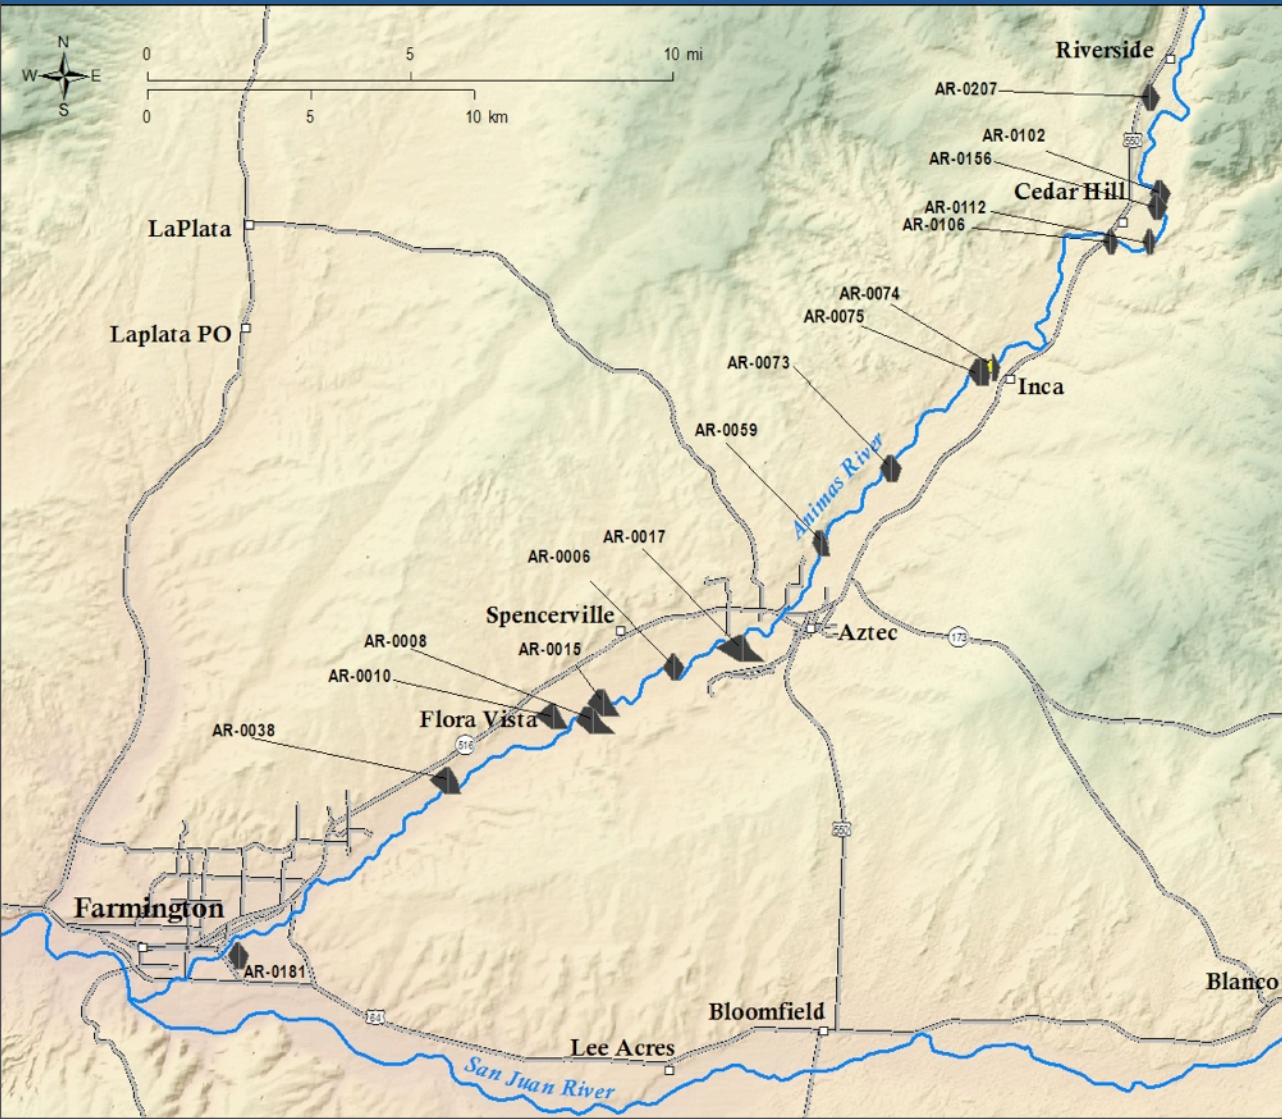 N
W E
S
0 5 10 mi
0 5 10 km
Riverside
AR-0207
AR-0102
550
AR-0156
Cedar Hill
AR-0112
AR-0106
LaPlata
AR-0074
AR-0075
Laplata PO
AR-0073
Inca
AR-0059
Animas River
AR-0017
AR-0006
Spencerville
Aztec
173
AR-0008
AR-0015
AR-0010
Flora Vista
AR-0038
516
550
Farmington
AR-0181
Blanco
Bloomfield
64
Lee Acres
San Juan River